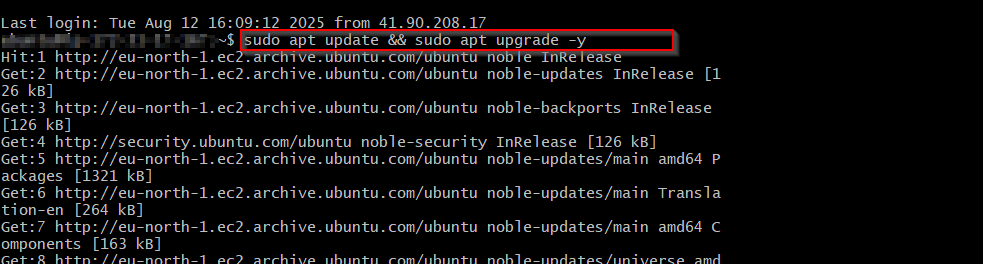 Last login: Tue Aug 12 16:09:12 2025 from 41.90.208.17
:~$ sudo apt update && sudo apt upgrade -y
Hit:1 http://eu-north-1.ec2.archive.ubuntu.com/ubuntu noble InRelease
Get:2 http://eu-north-1.ec2.archive.ubuntu.com/ubuntu noble-updates InRelease [1
26 kB]
Get:3 http://eu-north-1.ec2.archive.ubuntu.com/ubuntu noble-backports InRelease
[126 kB]
Get:4 http://security.ubuntu.com/ubuntu noble-security InRelease [126 kB]
Get:5 http://eu-north-1.ec2.archive.ubuntu.com/ubuntu noble-updates/main amd64 P
ackages [1321 kB]
Get:6 http://eu-north-1.ec2.archive.ubuntu.com/ubuntu noble-updates/main Transla
tion-en [264 kB]
Get:7 http://eu-north-1.ec2.archive.ubuntu.com/ubuntu noble-updates/main amd64 C
omponents [163 kB]
Get:8 http://eu-north-1.ec2.archive.ubuntu.com/ubuntu noble-updates/universe amd